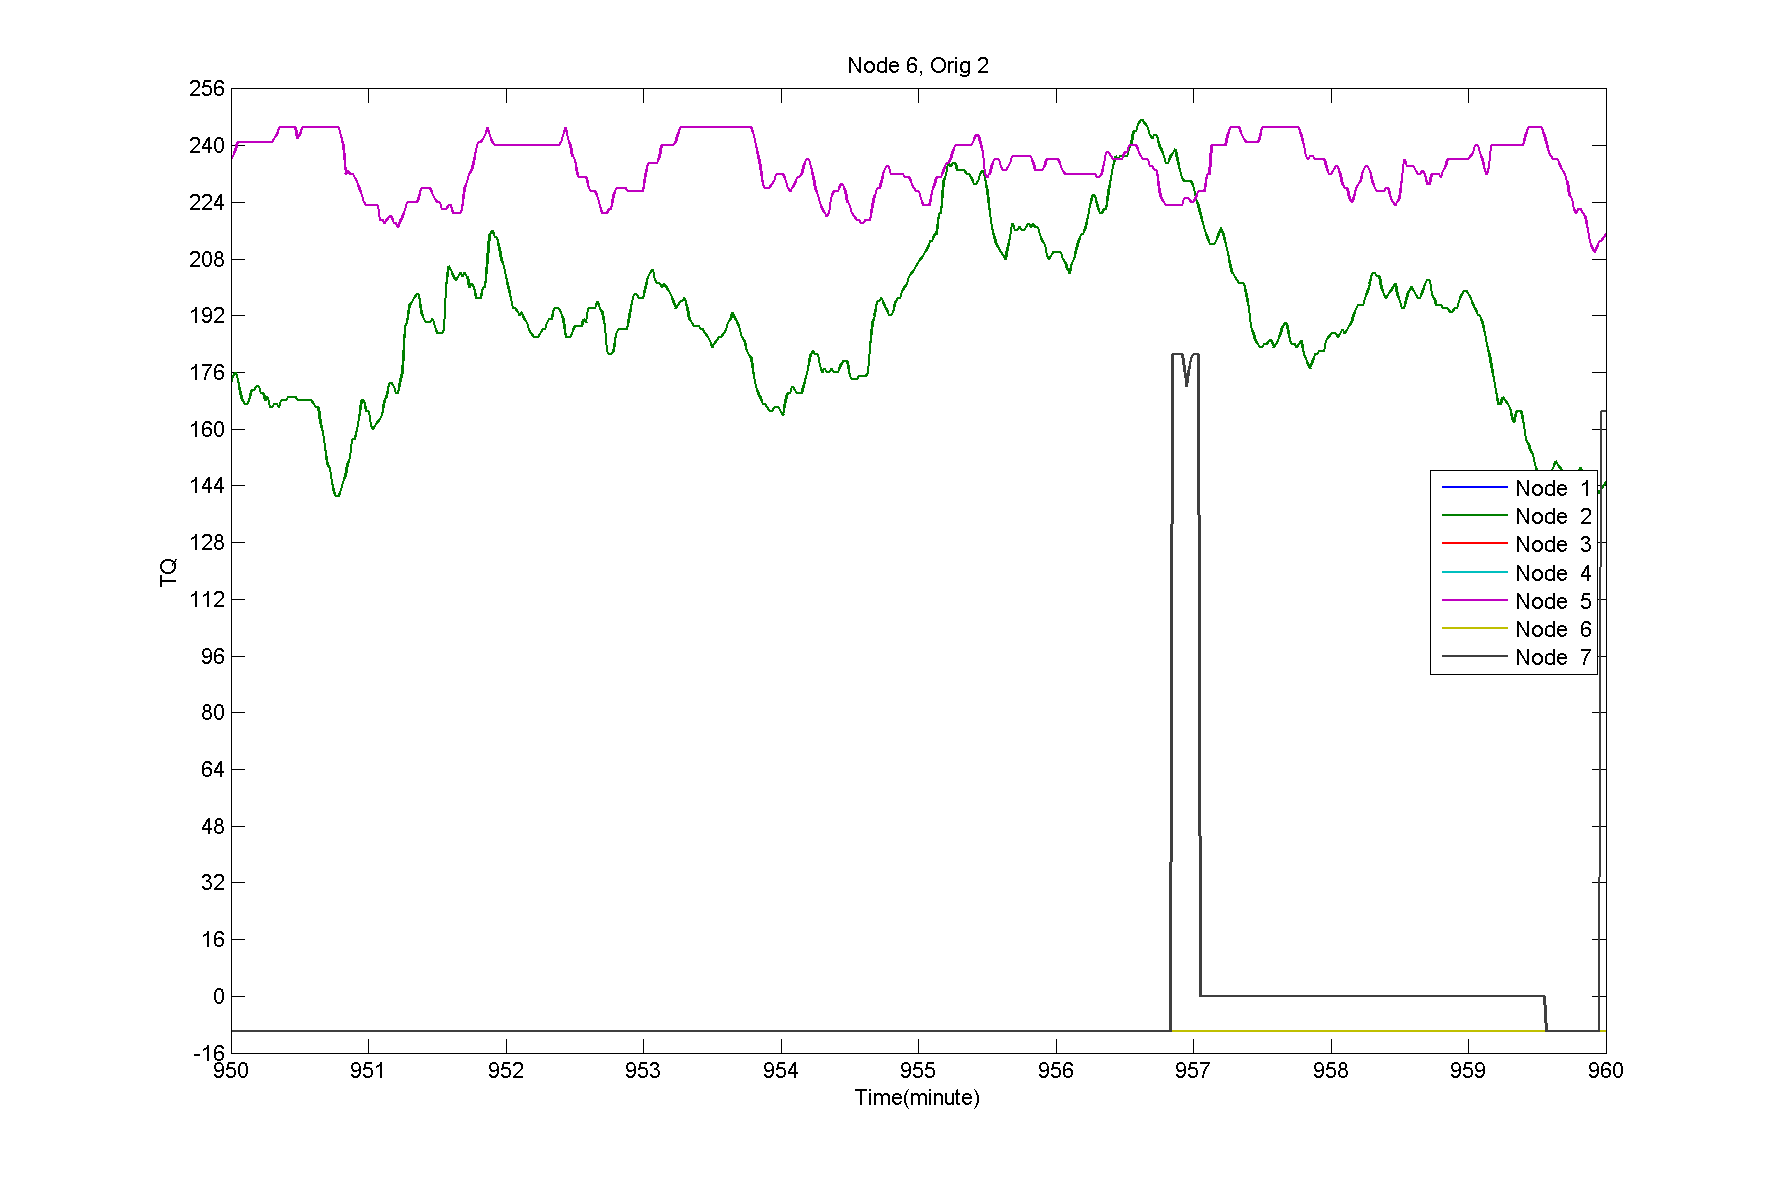 Node 6, Orig 2
256
240
224
208
192
176
160
144
128
112
96
80
64
48
32
16
0
-16
TQ
950 951 952 953 954 955 956 957 958 959 960
Time(minute)
Node 1
Node 2
Node 3
Node 4
Node 5
Node 6
Node 7